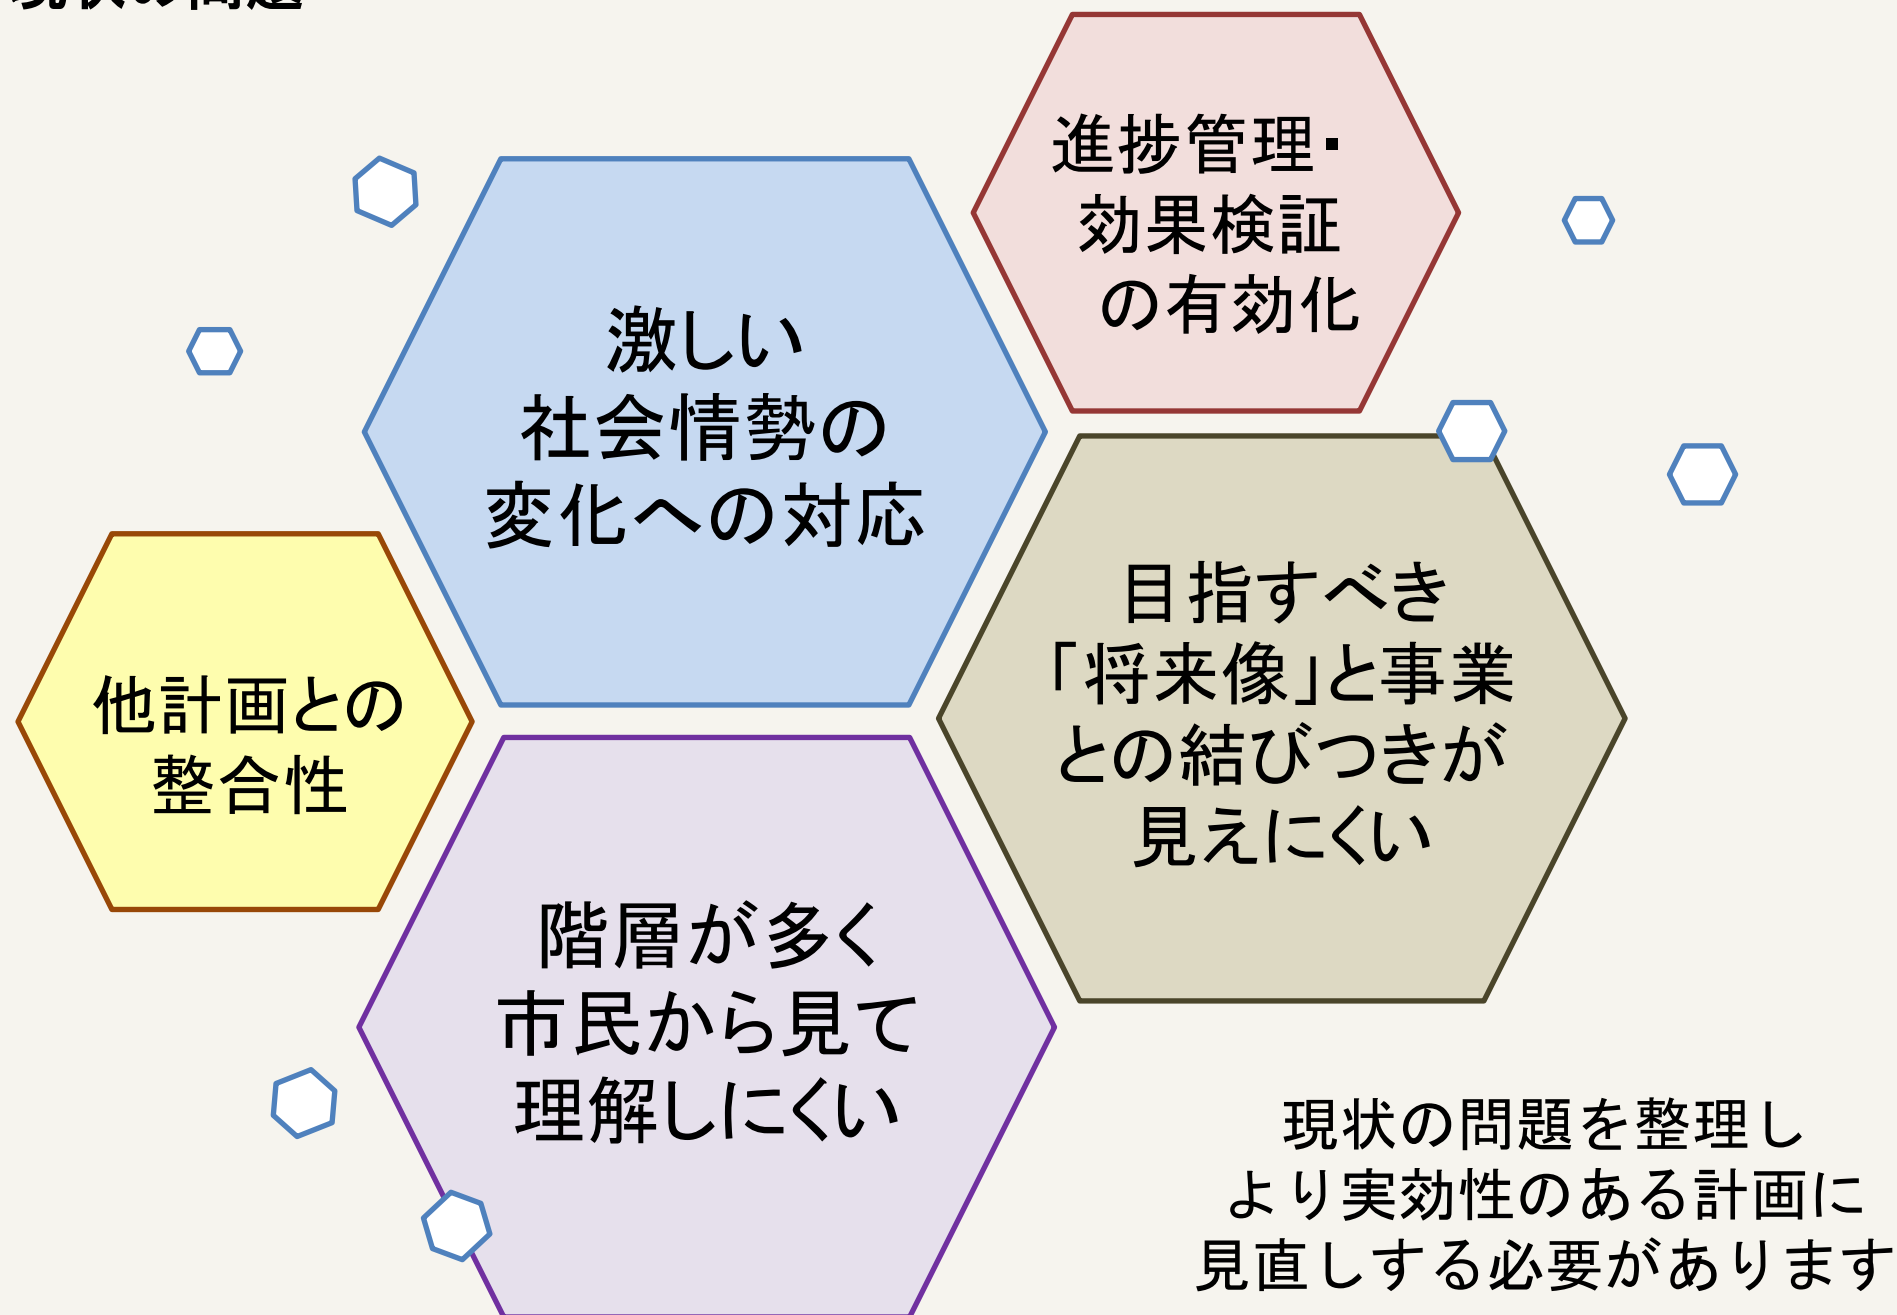 現状の問題
進捗管理・
効果検証
の有効化
激しい
社会情勢の
変化への対応
目指すべき
「将来像」と事業
との結びつきが
見えにくい
他計画との
整合性
階層が多く
市民から見て
理解しにくい
現状の問題を整理し
より実効性のある計画に
見直しする必要があります